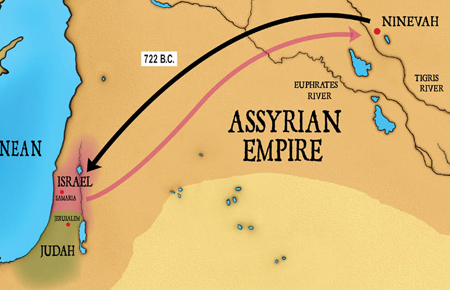 NINEVAH
722 B.C.
EUPHRATES
RIVER
TIGRIS
RIVER
ASSYRIAN
EMPIRE
NEAN
ISRAEL
SAMARIA
JERUSALEM
JUDAH